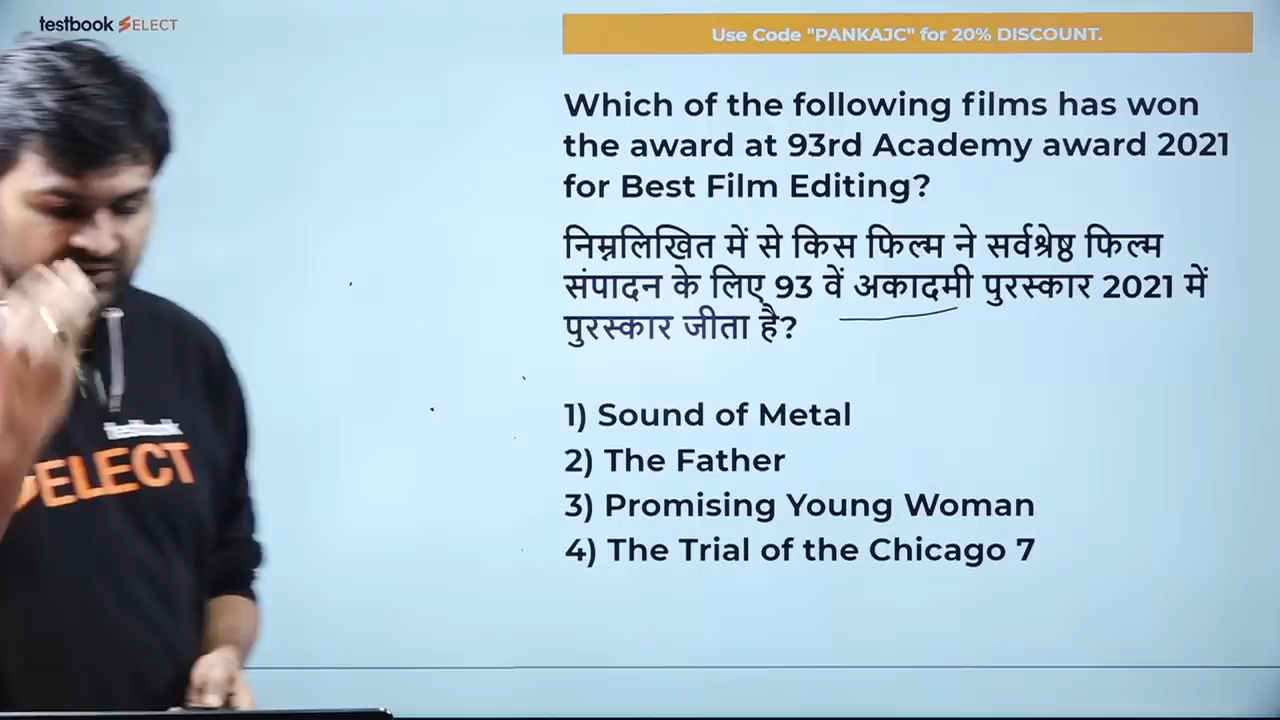 testbook SELECT
Use Code "PANKAJC" for 20% DISCOUNT.
Which of the following films has won
the award at 93rd Academy award 2021
for Best Film Editing?
निम्नलिखित में से किस फिल्म ने सर्वश्रेष्ठ फिल्म
संपादन के लिए 93 वें अकादमी पुरस्कार 2021 में
पुरस्कार जीता है?
1) Sound of Metal
2) The Father
3) Promising Young Woman
4) The Trial of the Chicago 7
testbook
SELECT